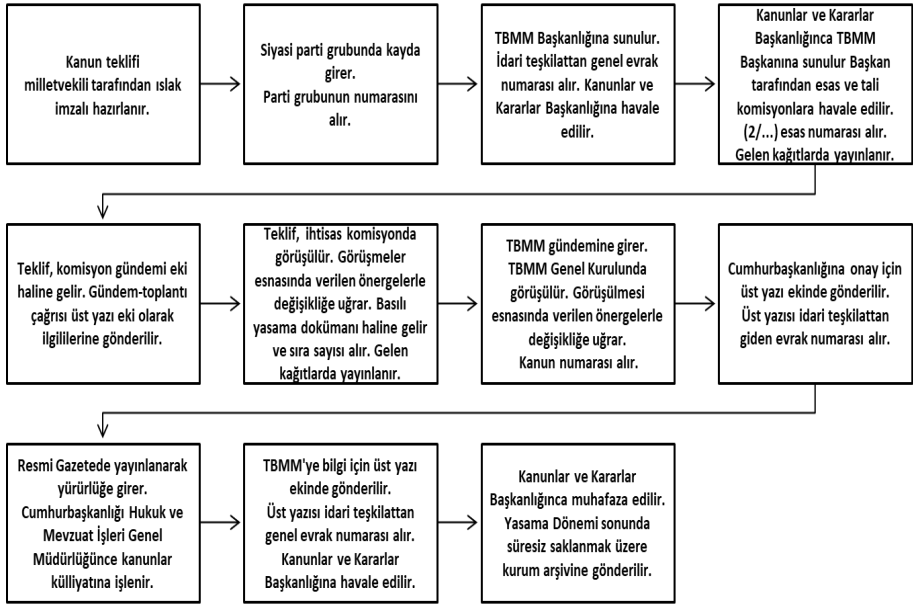 Kanun teklifi
milletvekili tarafından ıslak
imzalı hazırlanır.
Siyasi parti grubunda kayda
girer.
Parti grubunun numarasını
alır.
TBMM Başkanlığına sunulur.
İdari teşkilattan genel evrak
numarası alır. Kanunlar ve
Kararlar Başkanlığına havale
edilir.
Kanunlar ve Kararlar
Başkanlığınca TBMM
Başkanına sunulur Başkan
tarafından esas ve tali
komisyonlara havale edilir.
(2/...) esas numarası alır.
Gelen kağıtlarda yayınlanır.
Teklif, komisyon gündemi eki
haline gelir. Gündem-toplantı
çağrısı üst yazı eki olarak
ilgililerine gönderilir.
Teklif, ihtisas komisyonda
görüşülür. Görüşmeler
esnasında verilen önergelerle
değişikliğe uğrar. Basılı
yasama dokümanı haline gelir
ve sıra sayısı alır. Gelen
kağıtlarda yayınlanır.
TBMM gündemine girer.
TBMM Genel Kurulunda
görüşülür. Görüşülmesi
esnasında verilen önergelerle
değişikliğe uğrar.
Kanun numarası alır.
Cumhurbaşkanlığına onay için
üst yazı ekinde gönderilir.
Üst yazısı idari teşkilattan
giden evrak numarası alır.
Resmi Gazetede yayınlanarak
yürürlüğe girer.
Cumhurbaşkanlığı Hukuk ve
Mevzuat İşleri Genel
Müdürlüğünce kanunlar
külliyatına işlenir.
TBMM'ye bilgi için üst yazı
ekinde gönderilir.
Üst yazısı idari teşkilattan
genel evrak numarası alır.
Kanunlar ve Kararlar
Başkanlığına havale edilir.
Kanunlar ve Kararlar
Başkanlığınca muhafaza edilir.
Yasama Dönemi sonunda
süresiz saklanmak üzere
kurum arşivine gönderilir.